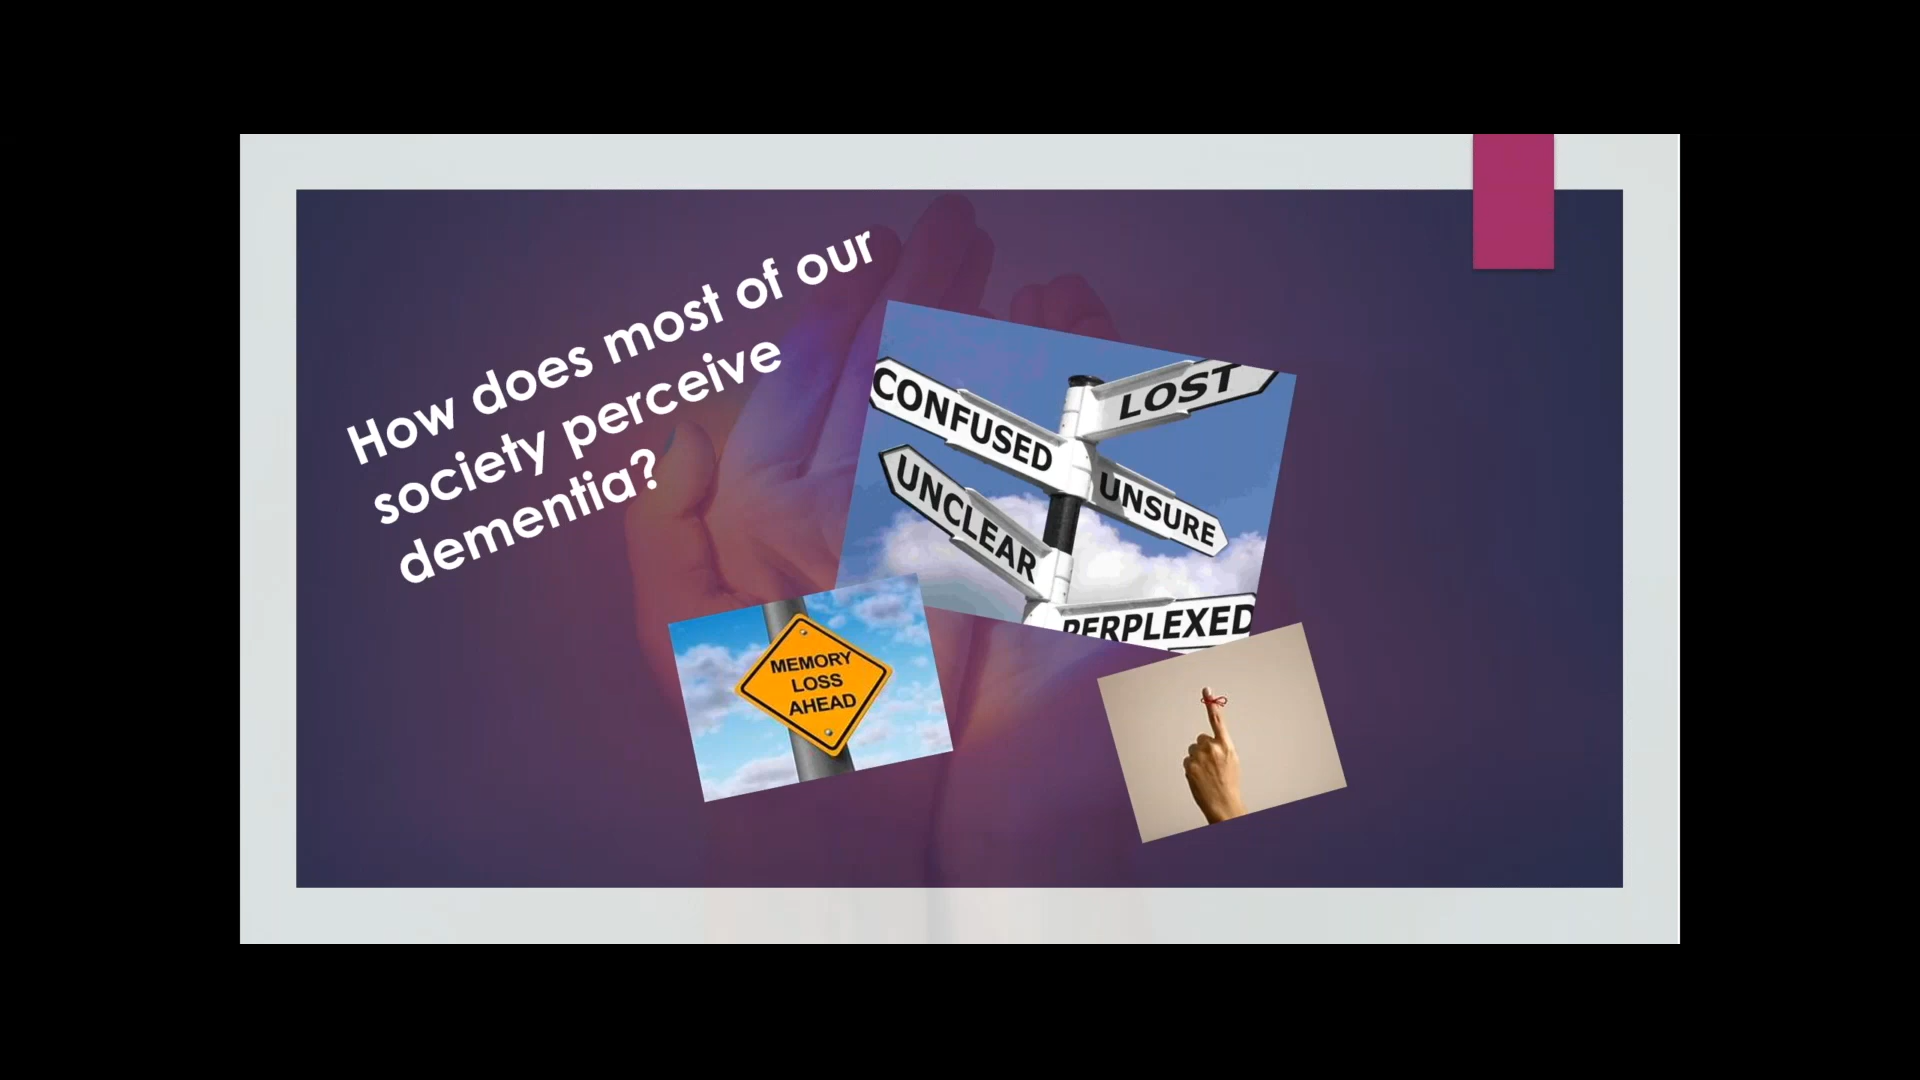 How does most of our
society perceive
dementia?
CONFUSED
LOST
UNCLEAR
UNSURE
PERPLEXED
MEMORY
LOSS
AHEAD